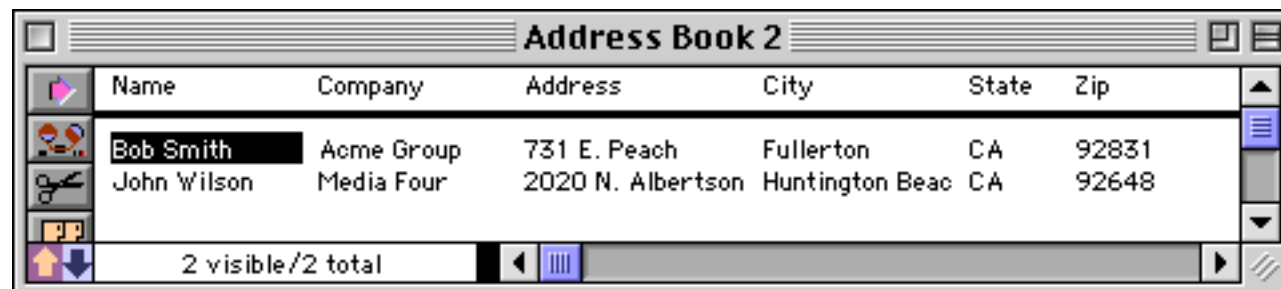 Address Book 2
Name Company Address City State Zip
Bob Smith Acme Group 731 E. Peach Fullerton CA 92831
John Wilson Media Four 2020 N. Albertson Huntington Beac CA 92648
2 visible/2 total